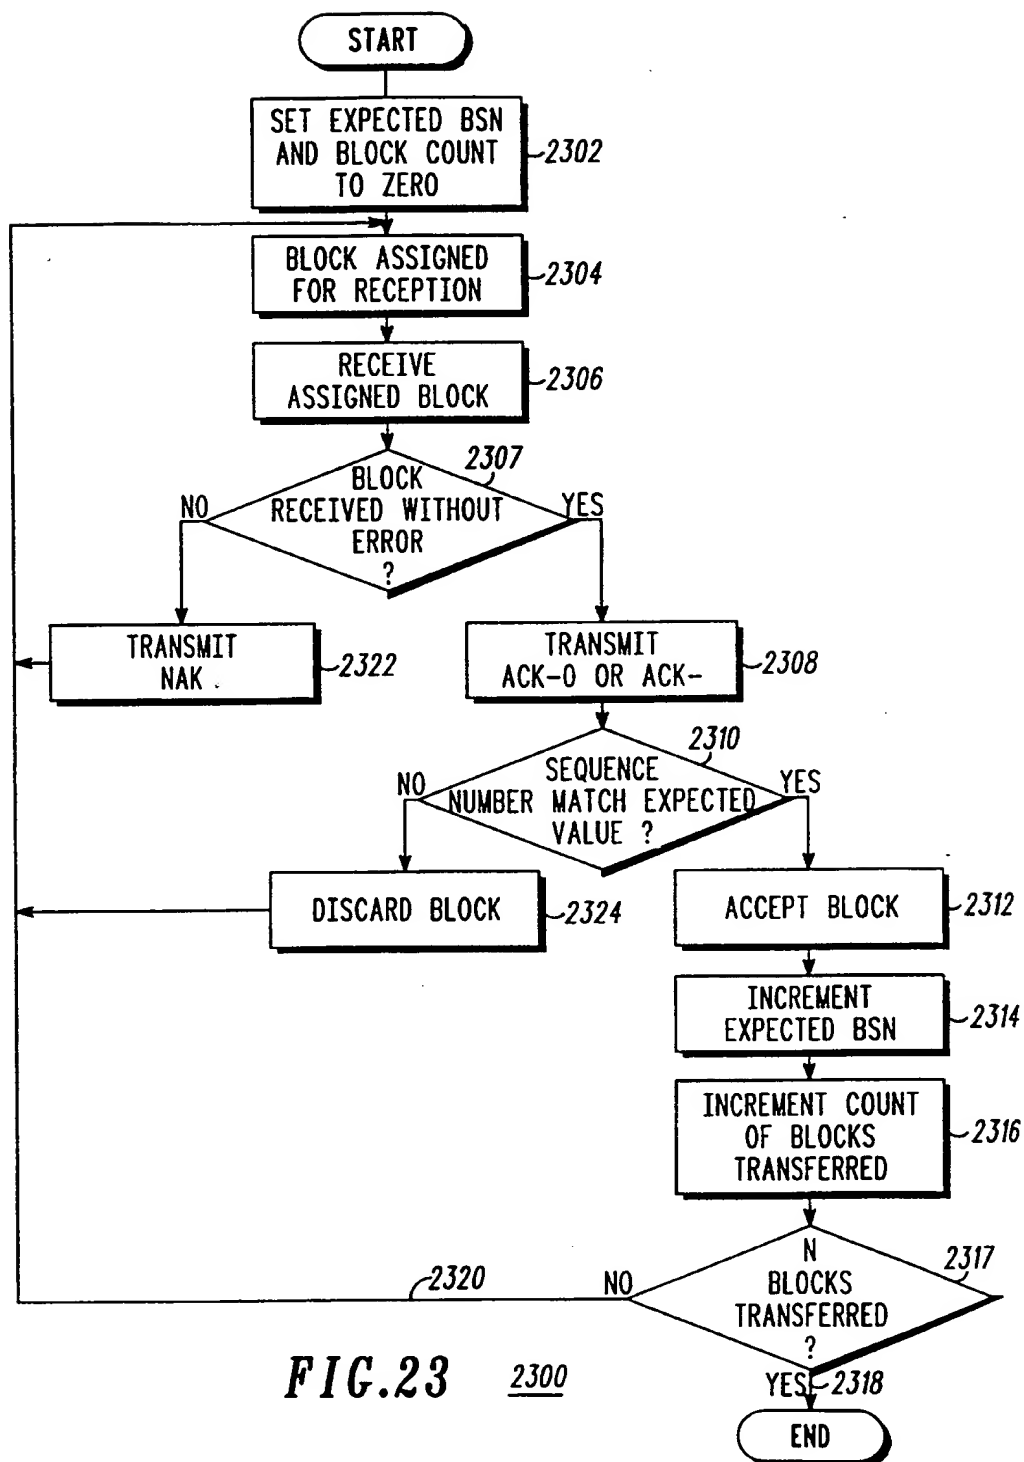 START
SET EXPECTED BSN
AND BLOCK COUNT
TO ZERO
2302
BLOCK ASSIGNED
FOR RECEPTION
2304
RECEIVE
ASSIGNED BLOCK
2306
2307
BLOCK
RECEIVED WITHOUT
ERROR
?
NO
YES
TRANSMIT
NAK
2322
TRANSMIT
ACK-0 OR ACK-
2308
2310
SEQUENCE
NUMBER MATCH EXPECTED
VALUE ?
NO
YES
DISCARD BLOCK
2324
ACCEPT BLOCK
2312
INCREMENT
EXPECTED BSN
2314
INCREMENT COUNT
OF BLOCKS
TRANSFERRED
2316
N
BLOCKS
TRANSFERRED
?
2317
NO
2320
YES
2318
END
FIG.23
2300